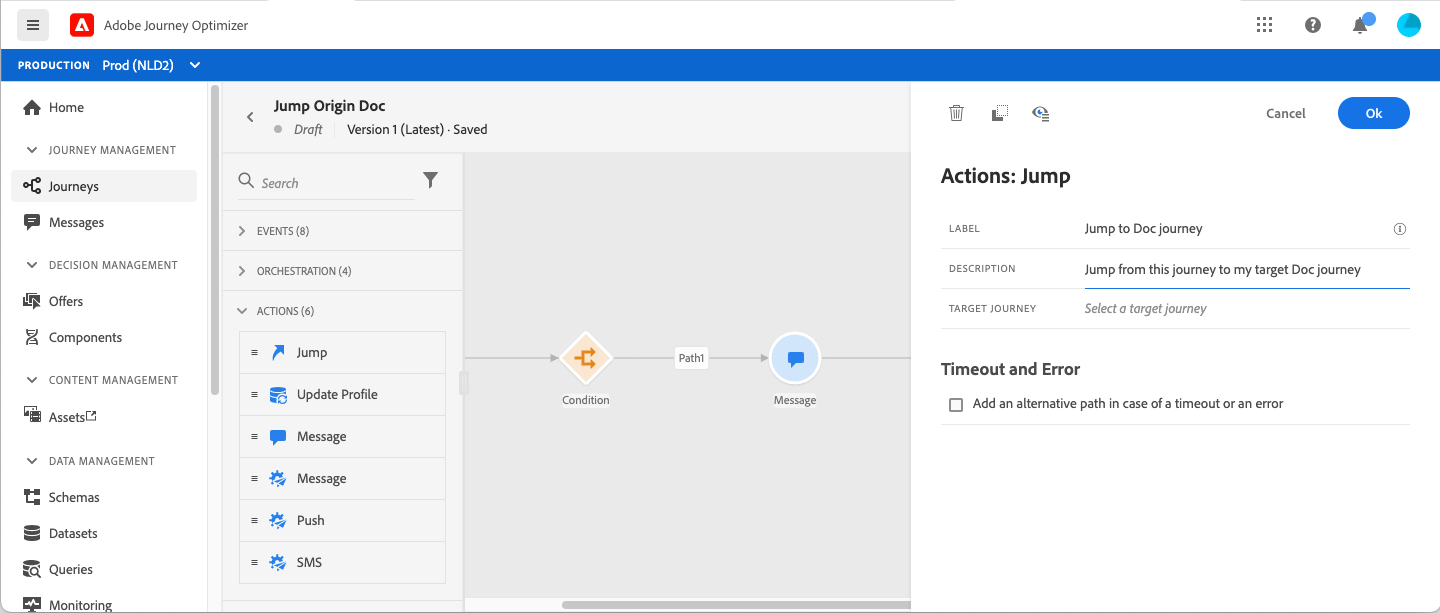 Adobe Journey Optimizer
PRODUCTION Prod (NLD2)
Home
JOURNEY MANAGEMENT
Journeys
Messages
DECISION MANAGEMENT
Offers
Components
CONTENT MANAGEMENT
Assets
DATA MANAGEMENT
Schemas
Datasets
Queries
Monitoring
Jump Origin Doc
Draft Version 1 (Latest) · Saved
Search
EVENTS (8)
ORCHESTRATION (4)
ACTIONS (6)
Jump
Update Profile
Message
Message
Push
SMS
Condition
Path1
Message
Cancel Ok
Actions: Jump
LABEL Jump to Doc journey
DESCRIPTION Jump from this journey to my target Doc journey
TARGET JOURNEY Select a target journey
Timeout and Error
Add an alternative path in case of a timeout or an error